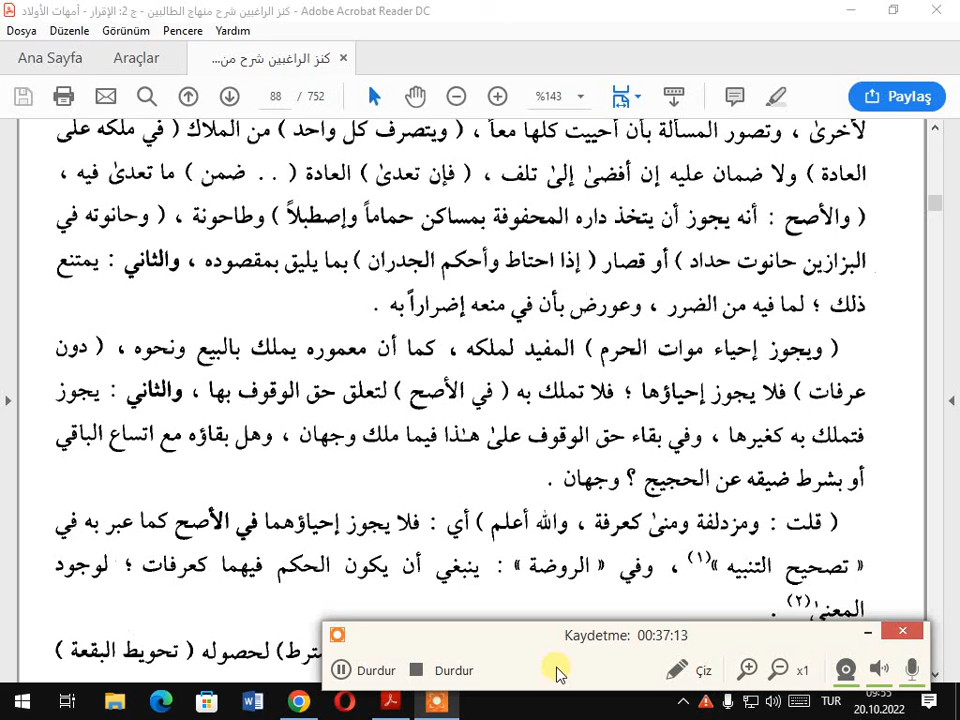 كنز الراغبين شرح منهاج الطالبين - ج 2: الإقرار - أمهات الأولاد - Adobe Acrobat Reader DC
Dosya Düzenle Görünüm Pencere Yardım
Ana Sayfa Araçlar كنز الراغبين شرح من...
88 / 752 %143 Paylaş
لأخرىٰ ، وتصور المسألة بأن أحييت كلها معاً ، ( ويتصرف كل واحد ) من الملاك ( في ملكه على
العادة ) ولا ضمان عليه إن أفضىٰ إلىٰ تلف ، ( فإن تعدىٰ ) العادة ( . . ضمن ) ما تعدىٰ فيه ،
( والأصح : أنه يجوز أن يتخذ داره المحفوفة بمساكن حماماً وإصطبلاً ) وطاحونة ، ( وحانوته في
البزازين حانوت حداد ) أو قصار ( إذا احتاط وأحكم الجدران ) بما يليق بمقصوده ، والثاني : يمتنع
ذلك ؛ لما فيه من الضرر ، وعورض بأن في منعه إضراراً به .
( ويجوز إحياء موات الحرم ) المفيد لملكه ، كما أن معموره يملك بالبيع ونحوه ، ( دون
عرفات ) فلا يجوز إحياؤها ؛ فلا تملك به ( في الأصح ) لتعلق حق الوقوف بها ، والثاني : يجوز
فتملك به كغيرها ، وفي بقاء حق الوقوف علىٰ هـٰذا فيما ملك وجهان ، وهل بقاؤه مع اتساع الباقي
أو بشرط ضيقه عن الحجيج ؟ وجهان .
( قلت : ومزدلفة ومنىٰ كعرفة ، والله أعلم ) أي : فلا يجوز إحياؤهما في الأصح كما عبر به في
« تصحيح التنبيه »(١) ، وفي « الروضة » : ينبغي أن يكون الحكم فيهما كعرفات ؛ لوجود
المعنىٰ(٢) .
لحصوله ( تحويط البقعة )
Kaydetme: 00:37:13
Durdur Durdur Çiz x1
TUR
09:55
20.10.2022